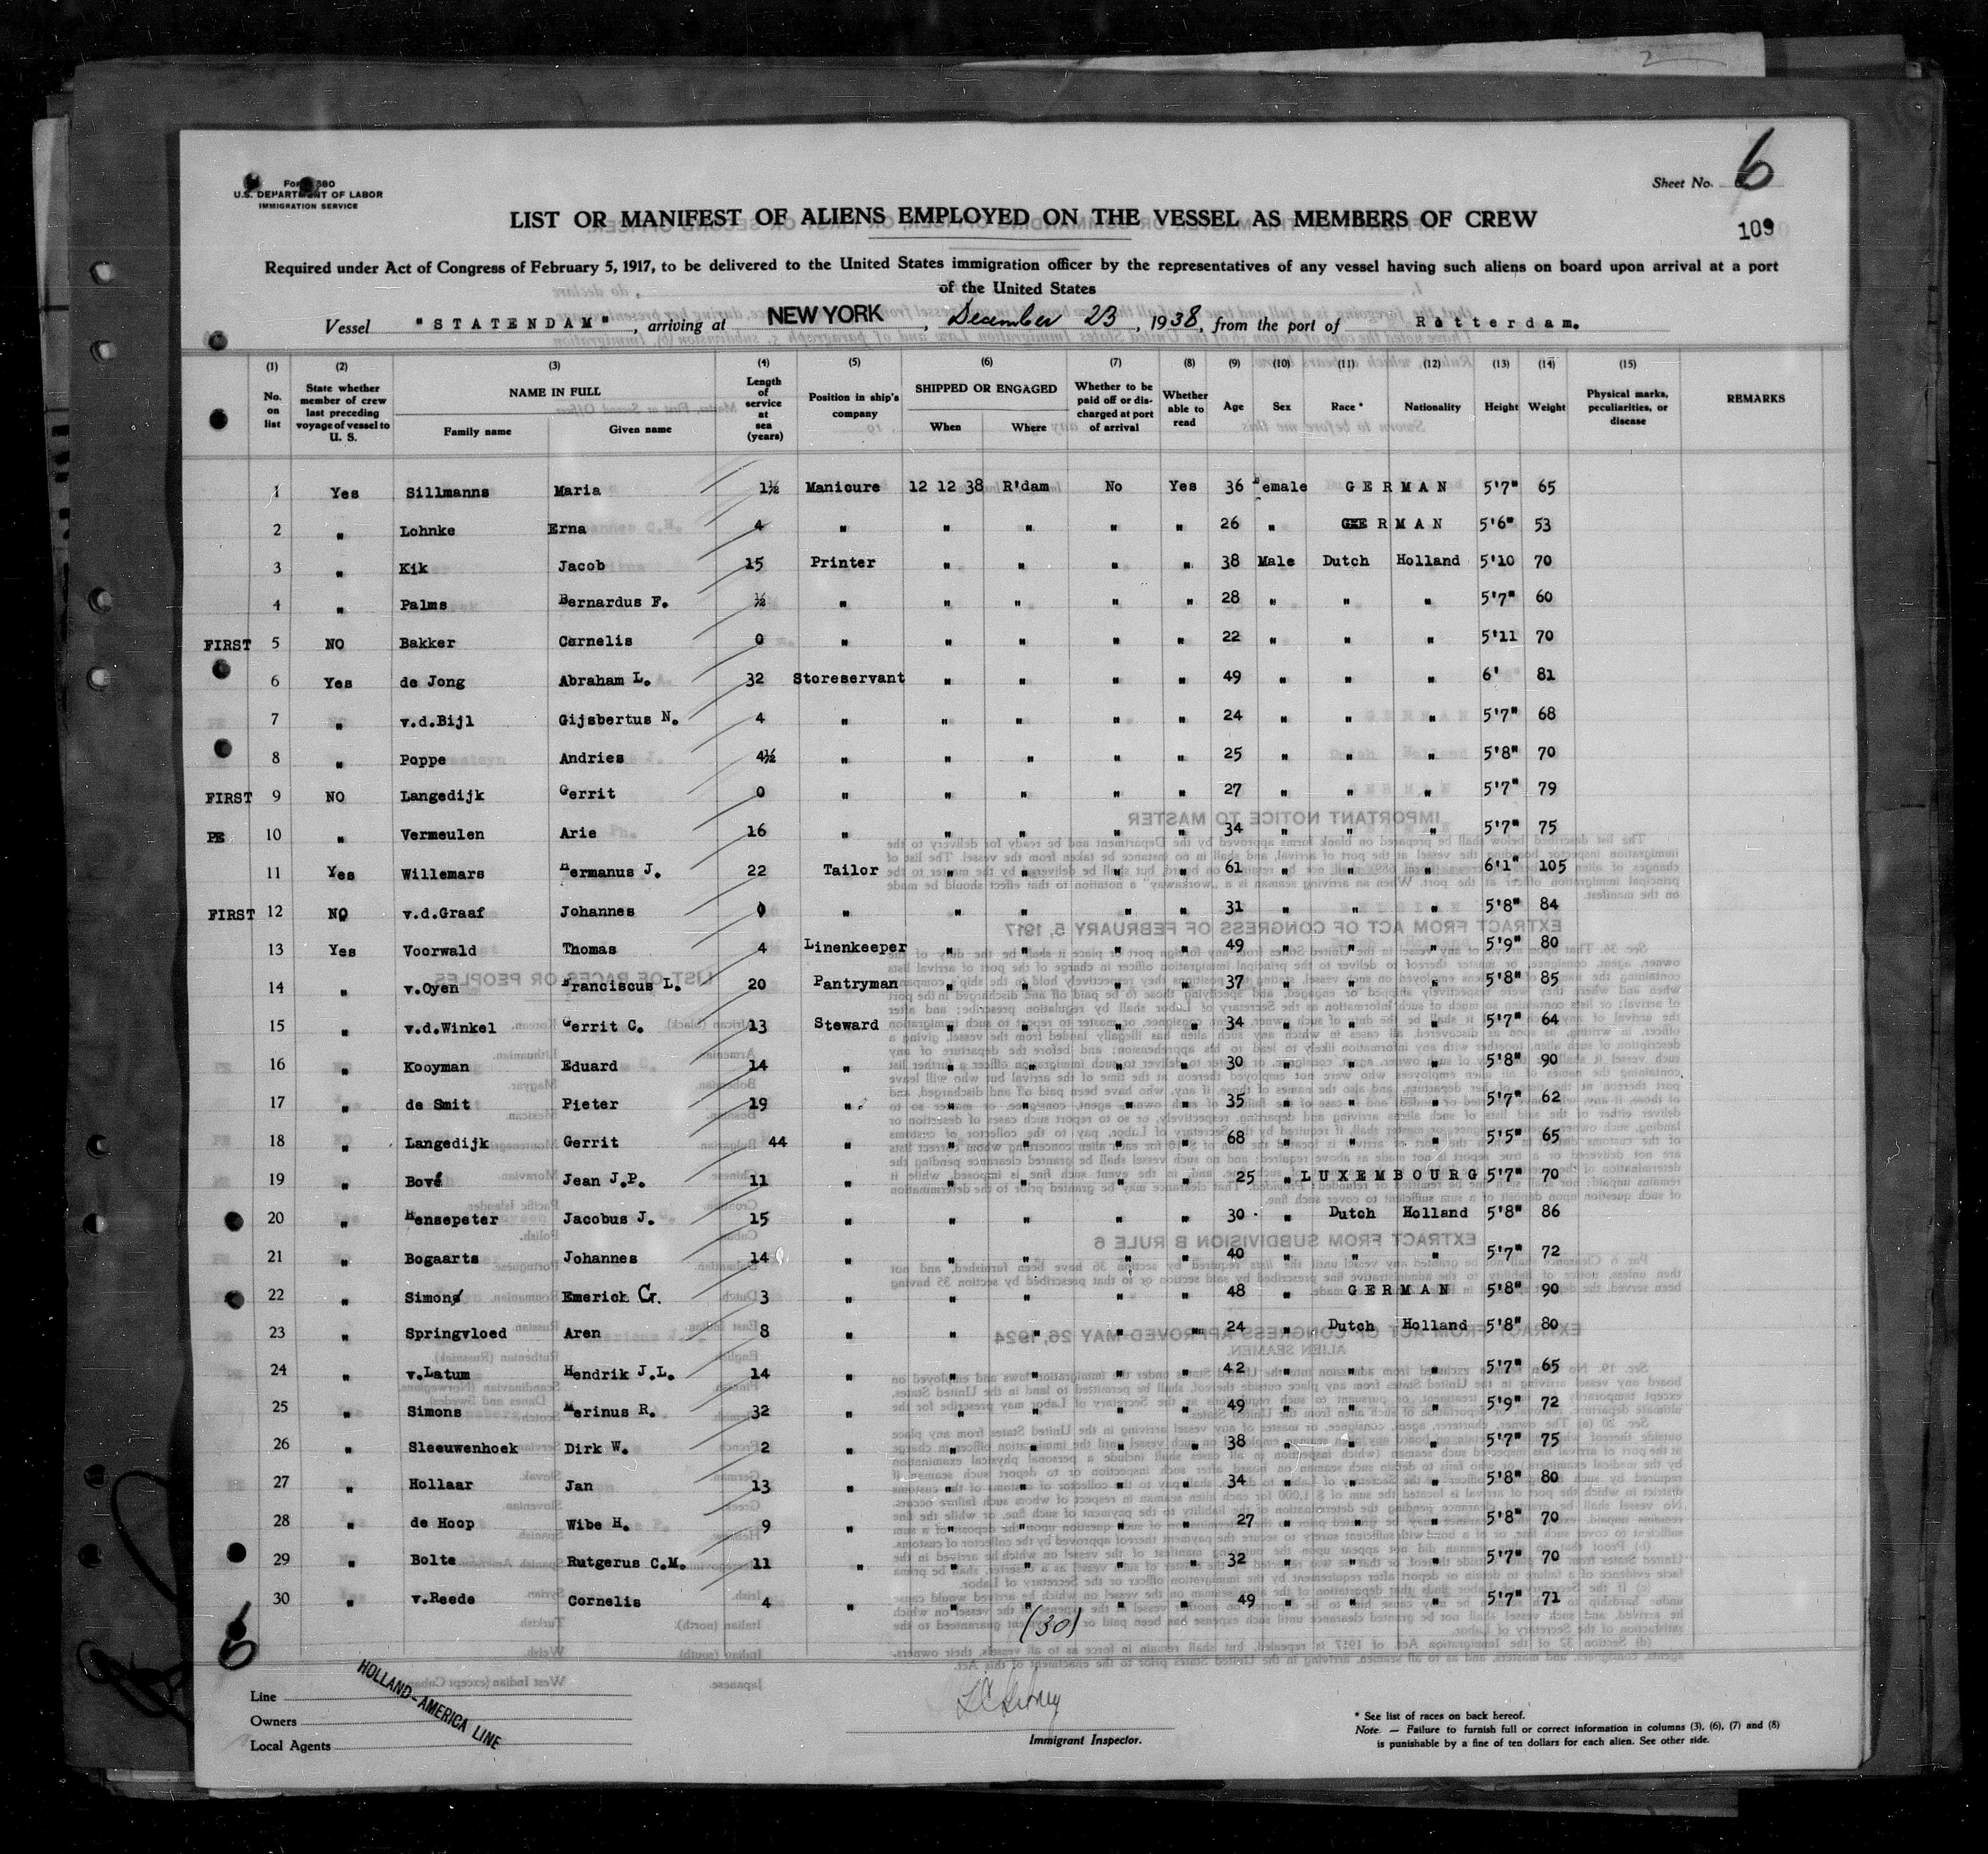 2
Form 680
U.S. DEPARTMENT OF LABOR
IMMIGRATION SERVICE
Sheet No. 6
109
LIST OR MANIFEST OF ALIENS EMPLOYED ON THE VESSEL AS MEMBERS OF CREW
Required under Act of Congress of February 5, 1917, to be delivered to the United States immigration officer by the representatives of any vessel having such aliens on board upon arrival at a port
of the United States
Vessel "STATENDAM", arriving at NEW YORK, December 23, 1938, from the port of Rotterdam.
(1) (2) (3) (4) (5) (6) (7) (8) (9) (10) (11) (12) (13) (14) (15)
No. on list State whether member of crew last preceding voyage of vessel to U. S. NAME IN FULL Family name Given name Length of service at sea (years) Position in ship's company SHIPPED OR ENGAGED When Where Whether to be paid off or discharged at port of arrival Whether able to read Age Sex Race * Nationality Height Weight Physical marks, peculiarities, or disease REMARKS
1 Yes Sillmanns Maria 1½ Manicure 12 12 38 R'dam No Yes 36 Female GERMAN 5'7" 65
2 " Lohnke Erna 4 " " " " " 26 " GERMAN 5'6" 53
3 " Kik Jacob 15 Printer " " " " 38 Male Dutch Holland 5'10 70
4 " Palms Bernardus F. ½ " " " " " 28 " " " 5'7" 60
FIRST 5 NO Bakker Cornelis 0 " " " " " 22 " " " 5'11 70
6 Yes de Jong Abraham L. 32 Storeservant " " " " 49 " " " 6' 81
7 " v.d.Bijl Gijsbertus N. 4 " " " " " 24 " " " 5'7" 68
8 " Poppe Andries 4½ " " " " " 25 " " " 5'8" 70
FIRST 9 NO Langedijk Gerrit 0 " " " " " 27 " " " 5'7" 79
PE 10 " Vermeulen Arie 16 " " " " " 34 " " " 5'7" 75
11 Yes Willemars Hermanus J. 22 Tailor " " " " 61 " " " 6'1" 105
FIRST 12 NO v.d.Graaf Johannes 0 " " " " " 31 " " " 5'8" 84
13 Yes Voorwald Thomas 4 Linenkeeper " " " " 49 " " " 5'9" 80
14 " v.Oyen Franciscus L. 20 Pantryman " " " " 37 " " " 5'8" 85
15 " v.d.Winkel Gerrit C. 13 Steward " " " " 34 " " " 5'7" 64
16 " Kooyman Eduard 14 " " " " " 30 " " " 5'8" 90
17 " de Smit Pieter 19 " " " " " 35 " " " 5'7" 62
18 " Langedijk Gerrit 44 " " " " " 68 " " " 5'5" 65
19 " Bové Jean J.P. 11 " " " " " 25 " LUXEMBOURG 5'7" 70
20 " Hensepeter Jacobus J. 15 " " " " " 30 " Dutch Holland 5'8" 86
21 " Bogaarts Johannes 14 " " " " " 40 " " " 5'7" 72
22 " Simons Emerick G. 3 " " " " " 48 " GERMAN 5'8" 90
23 " Springvloed Aren 8 " " " " " 24 " Dutch Holland 5'8" 80
24 " v.Latum Hendrik J.L. 14 " " " " " 42 " " " 5'7" 65
25 " Simons Marinus R. 32 " " " " " 49 " " " 5'9" 72
26 " Sleeuwenhoek Dirk W. 2 " " " " " 38 " " " 5'7" 75
27 " Hollaar Jan 13 " " " " " 34 " " " 5'8" 80
28 " de Hoop Wibe H. 9 " " " " " 27 " " " 5'8" 70
29 " Bolte Rutgerus C.M. 11 " " " " " 32 " " " 5'7" 70
30 " v.Reede Cornelis 4 " " " " " 49 " " " 5'7" 71
(30)
6
Line
Owners
Local Agents
HOLLAND-AMERICA LINE
Immigrant Inspector.
* See list of races on back hereof.
Note. — Failure to furnish full or correct information in columns (3), (6), (7) and (8)
is punishable by a fine of ten dollars for each alien. See other side.